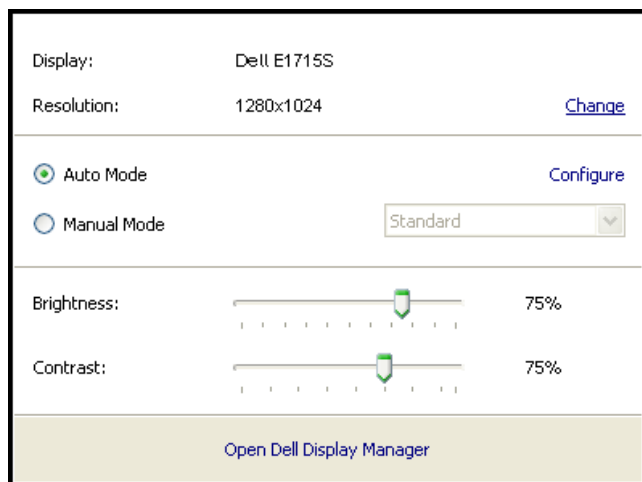 Display: Dell E1715S
Resolution: 1280x1024 Change
Auto Mode Configure
Manual Mode Standard
Brightness: 75%
Contrast: 75%
Open Dell Display Manager